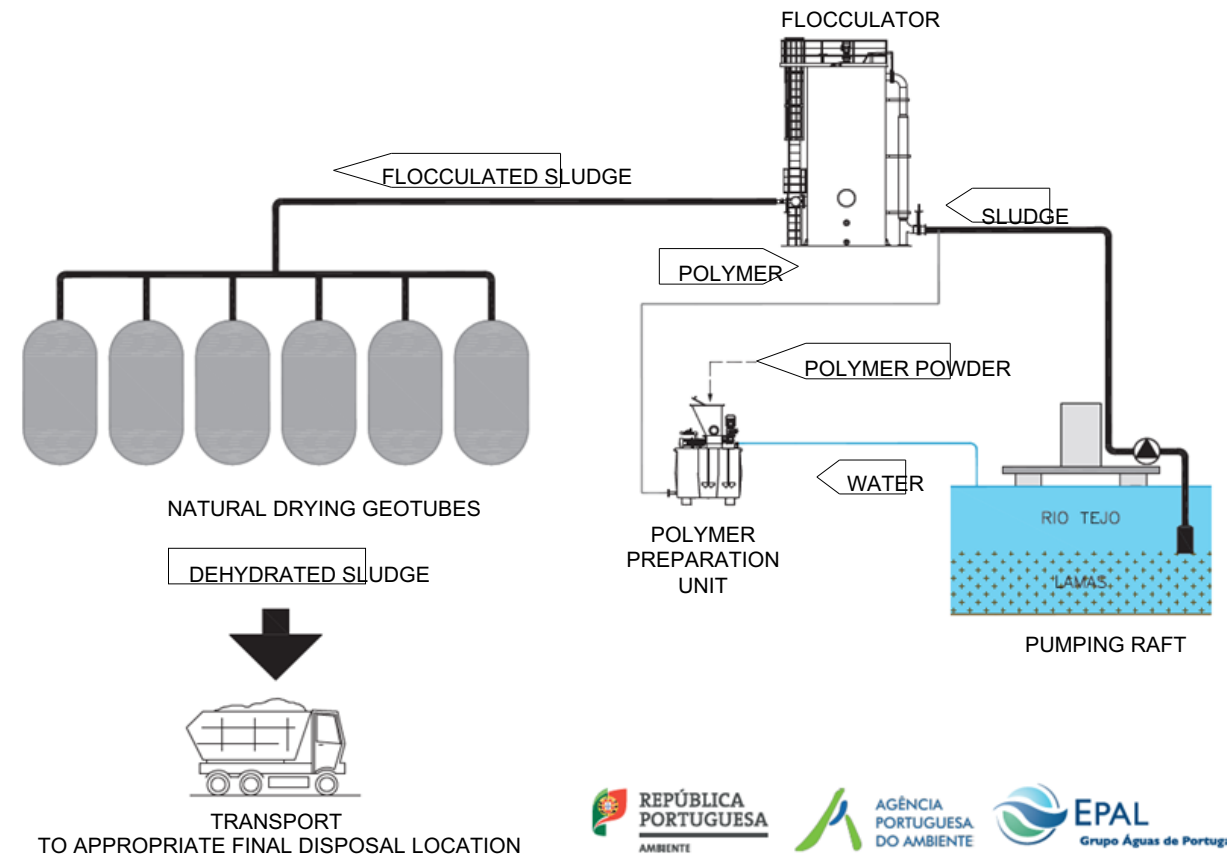 FLOCCULATOR
FLOCCULATED SLUDGE
SLUDGE
POLYMER
POLYMER POWDER
WATER
NATURAL DRYING GEOTUBES
POLYMER
PREPARATION
UNIT
RIO TEJO
LAMAS
PUMPING RAFT
DEHYDRATED SLUDGE
TRANSPORT
TO APPROPRIATE FINAL DISPOSAL LOCATION
REPÚBLICA
PORTUGUESA
AMBIENTE
AGÊNCIA
PORTUGUESA
DO AMBIENTE
EPAL
Grupo Águas de Portug